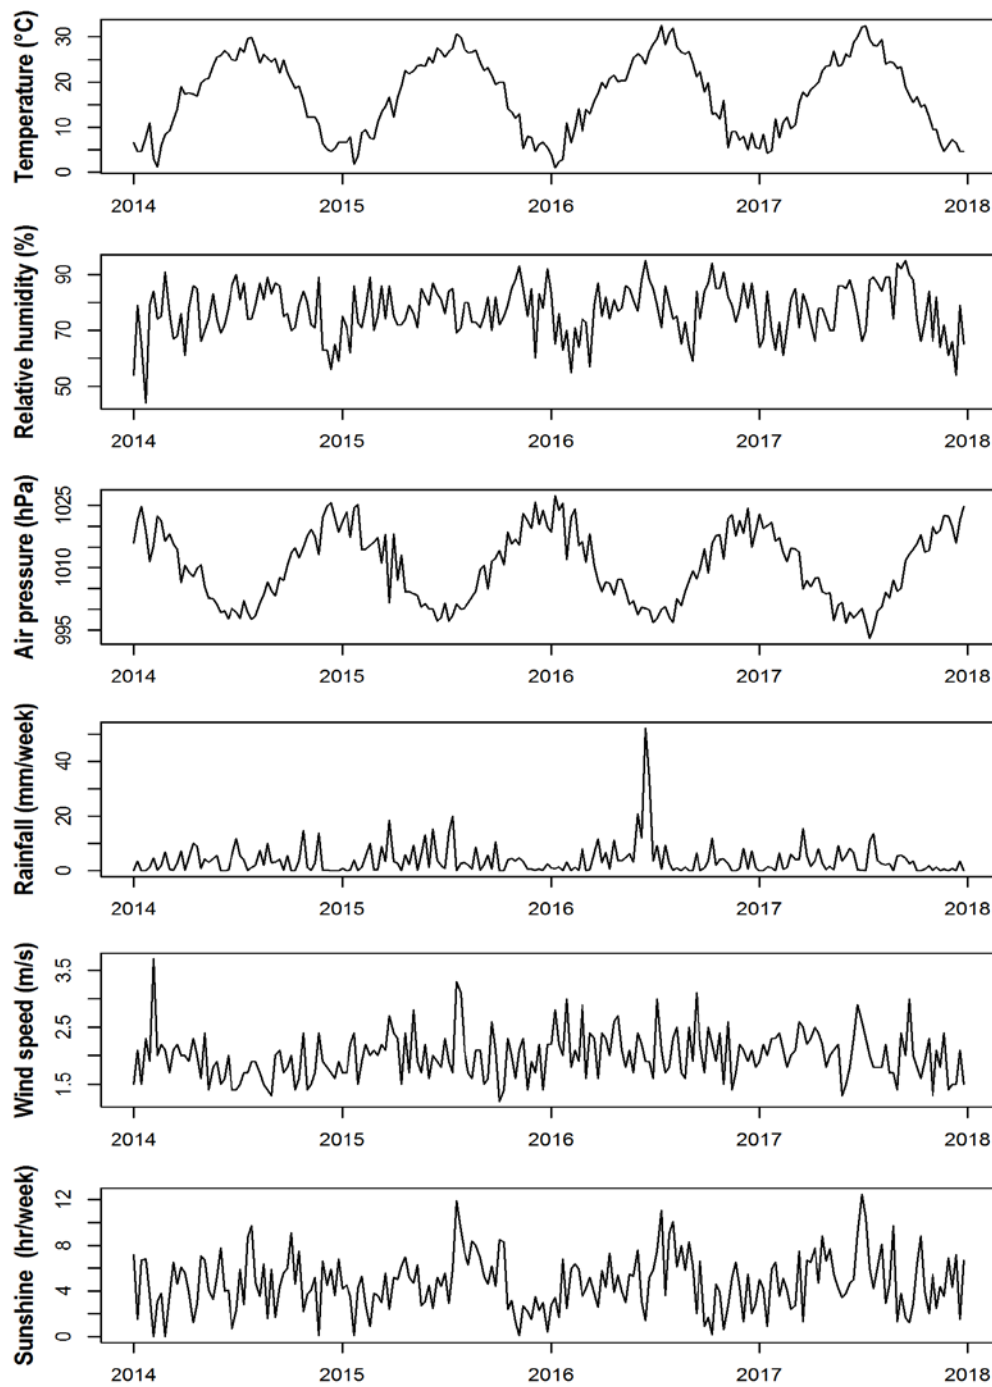 Temperature (°C)
0 10 20 30
2014 2015 2016 2017 2018
Relative humidity (%)
50 70 90
2014 2015 2016 2017 2018
Air pressure (hPa)
995 1010 1025
2014 2015 2016 2017 2018
Rainfall (mm/week)
0 20 40
2014 2015 2016 2017 2018
Wind speed (m/s)
1.5 2.5 3.5
2014 2015 2016 2017 2018
Sunshine (hr/week)
0 4 8 12
2014 2015 2016 2017 2018